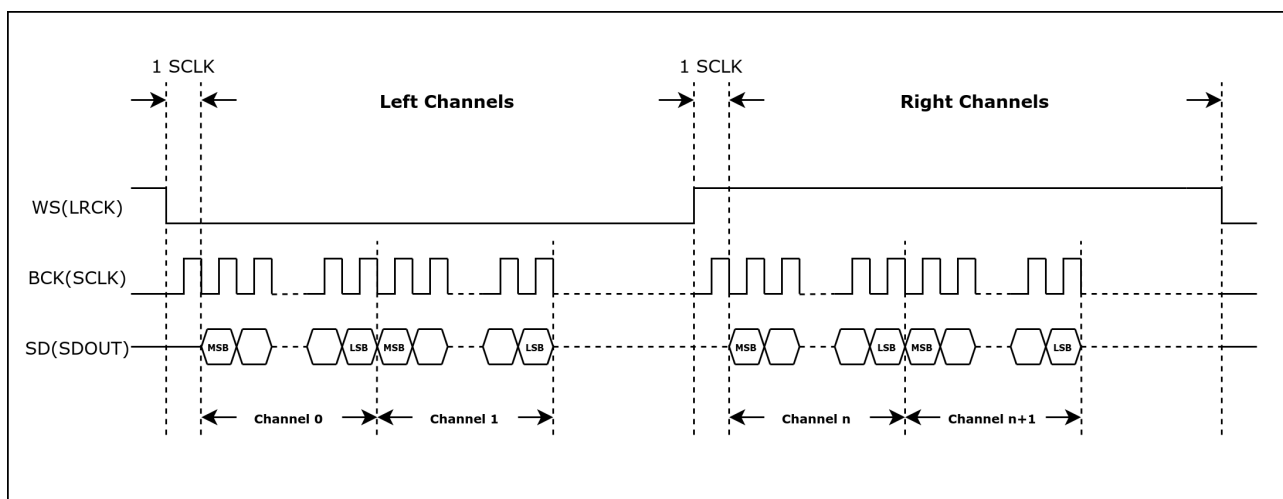 1 SCLK 1 SCLK
Left Channels Right Channels
WS(LRCK)
BCK(SCLK)
SD(SDOUT) MSB LSB MSB LSB MSB LSB MSB LSB
Channel 0 Channel 1 Channel n Channel n+1